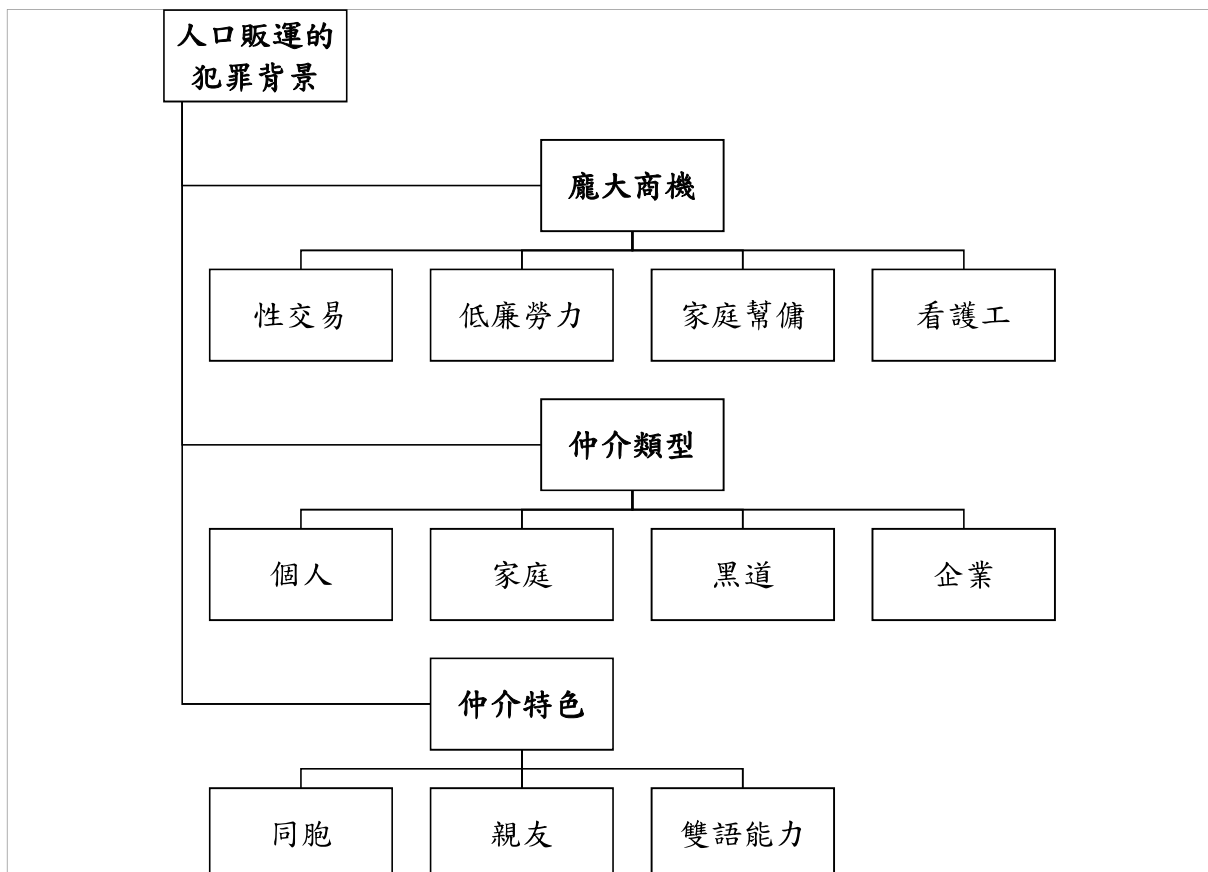 人口販運的
犯罪背景
龐大商機
性交易
低廉勞力
家庭幫傭
看護工
仲介類型
個人
家庭
黑道
企業
仲介特色
同胞
親友
雙語能力